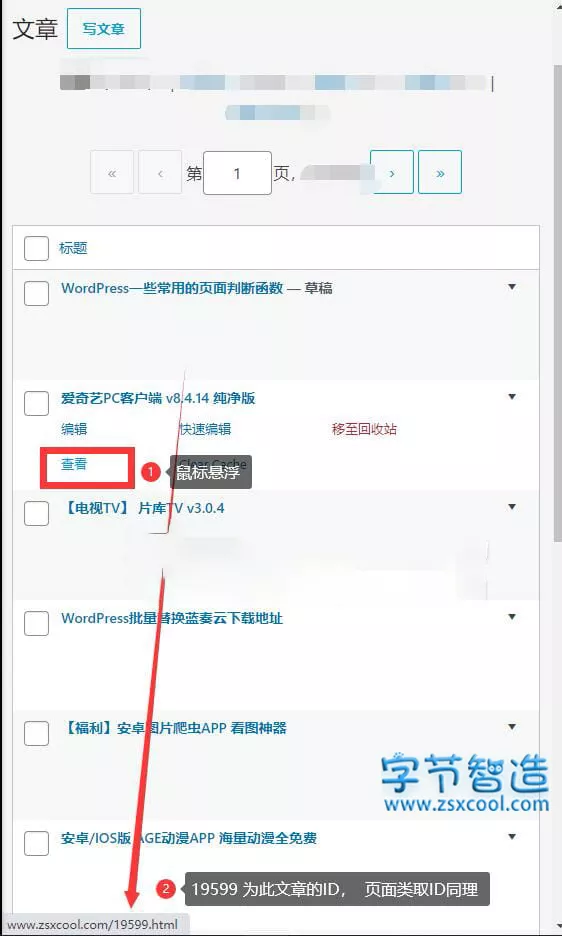 文章 写文章
« ‹ 第 1 页, › »
标题
WordPress一些常用的页面判断函数 — 草稿
爱奇艺PC客户端 v8.4.14 纯净版
编辑 快速编辑 移至回收站
查看 Clear Cache
1 鼠标悬浮
【电视TV】 片库TV v3.0.4
WordPress批量替换蓝奏云下载地址
【福利】安卓图片爬虫APP 看图神器
字节智造
www.zsxcool.com
安卓/IOS版 AGE动漫APP 海量动漫全免费
2 19599 为此文章的ID， 页面类取ID同理
www.zsxcool.com/19599.html